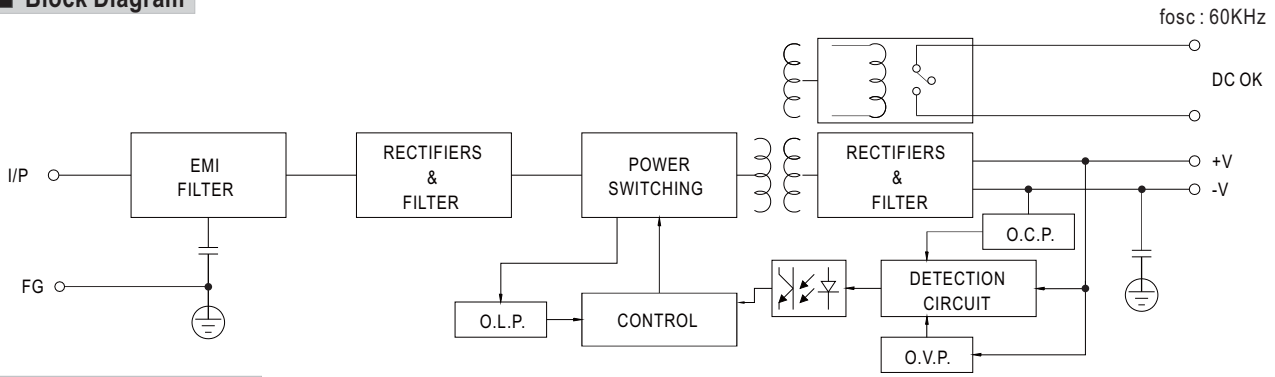 Block Diagram
fosc : 60KHz
DC OK
I/P
EMI
FILTER
RECTIFIERS
&
FILTER
POWER
SWITCHING
RECTIFIERS
&
FILTER
+V
-V
O.C.P.
FG
O.L.P.
CONTROL
DETECTION
CIRCUIT
O.V.P.